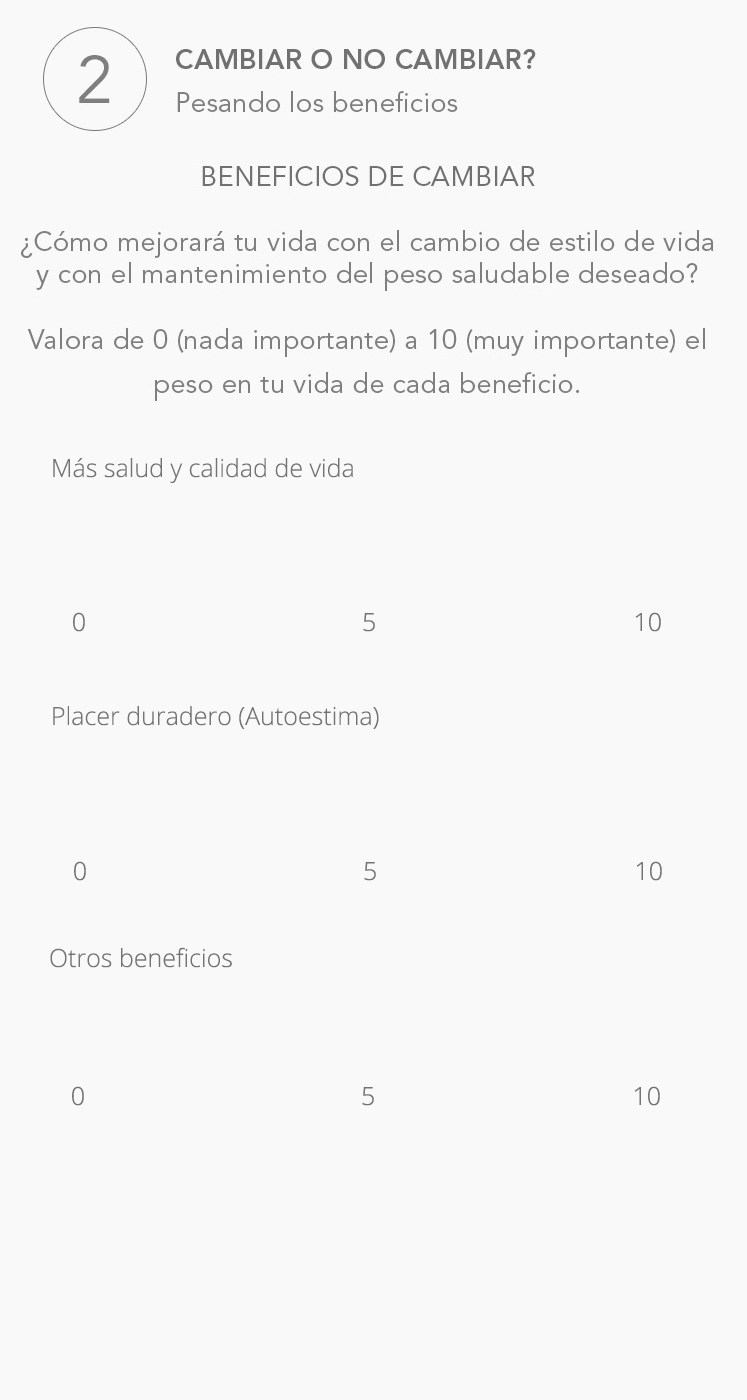 2
CAMBIAR O NO CAMBIAR?
Pesando los beneficios
BENEFICIOS DE CAMBIAR
¿Cómo mejorará tu vida con el cambio de estilo de vida
y con el mantenimiento del peso saludable deseado?
Valora de 0 (nada importante) a 10 (muy importante) el
peso en tu vida de cada beneficio.
Más salud y calidad de vida
0 5 10
Placer duradero (Autoestima)
0 5 10
Otros beneficios
0 5 10